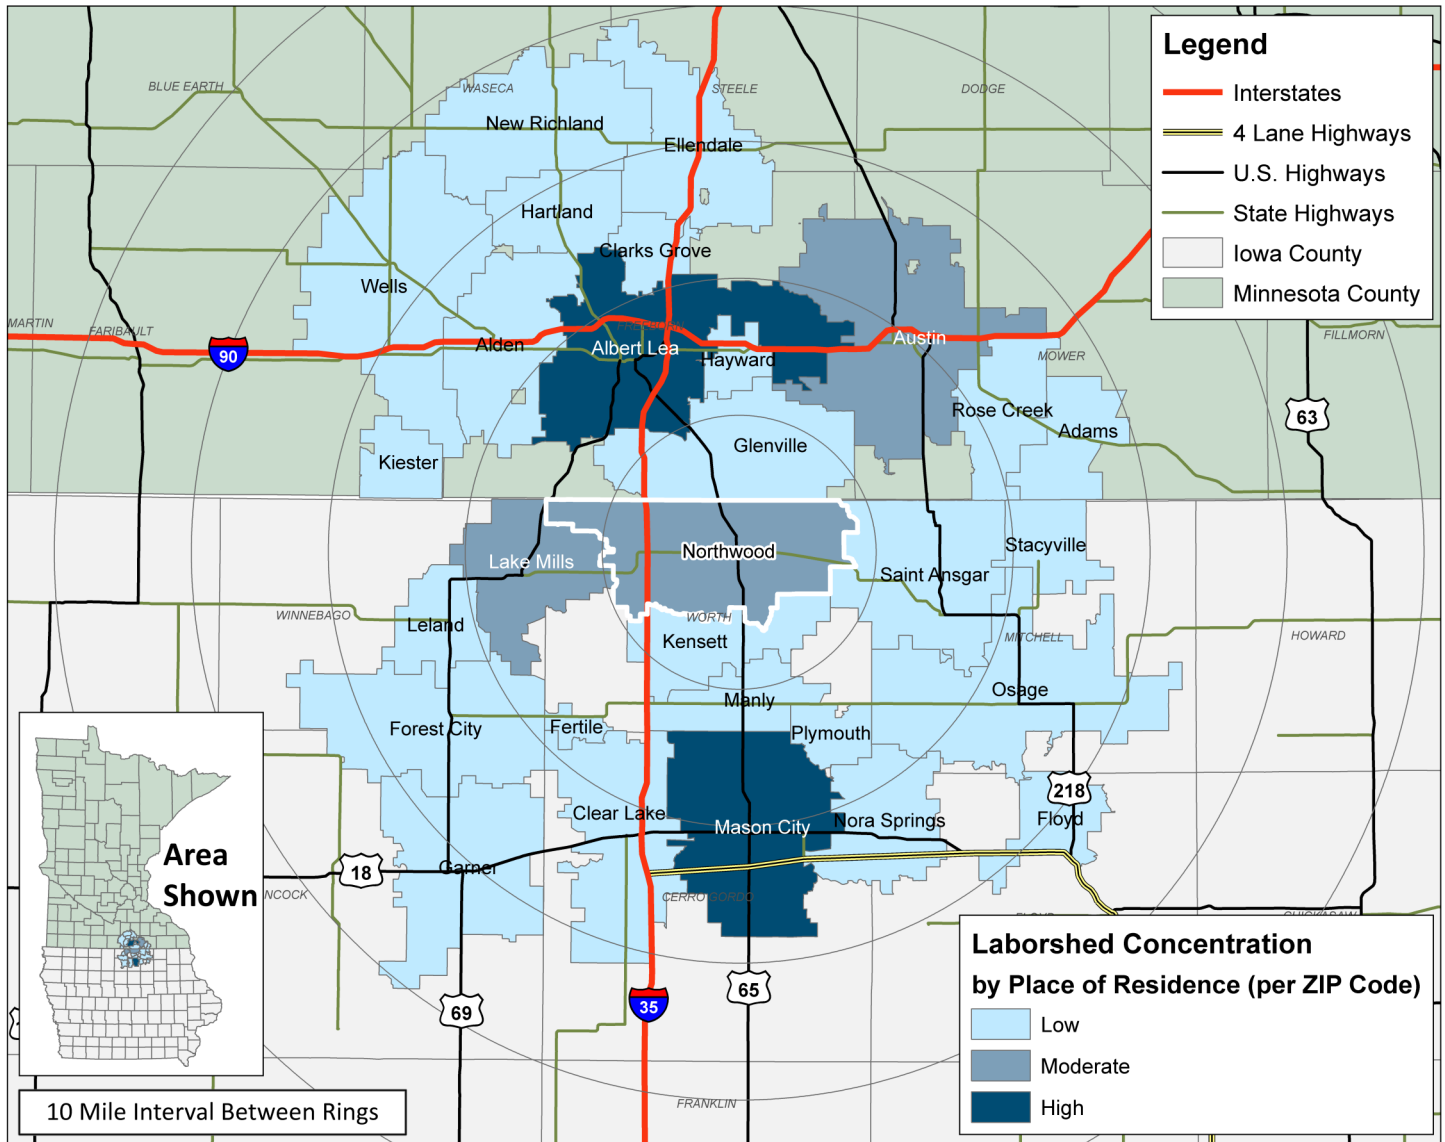 Legend
Interstates
4 Lane Highways
U.S. Highways
State Highways
Iowa County
Minnesota County
BLUE EARTH
WASECA
STEELE
DODGE
New Richland
Ellendale
Hartland
Clarks Grove
Wells
MARTIN
FARIBAULT
FREEBORN
90
Alden
Albert Lea
Hayward
Austin
MOWER
FILLMORN
63
Rose Creek
Adams
Glenville
Kiester
Northwood
Lake Mills
Stacyville
Saint Ansgar
WINNEBAGO
Leland
WORTH
Kensett
MITCHELL
HOWARD
Osage
Manly
Forest City
Fertile
Plymouth
218
Floyd
Clear Lake
Mason City
Nora Springs
18
Garner
NCOCK
CERRO GORDO
FLOYD
CHICKASAW
65
35
69
FRANKLIN
Area
Shown
10 Mile Interval Between Rings
Laborshed Concentration
by Place of Residence (per ZIP Code)
Low
Moderate
High